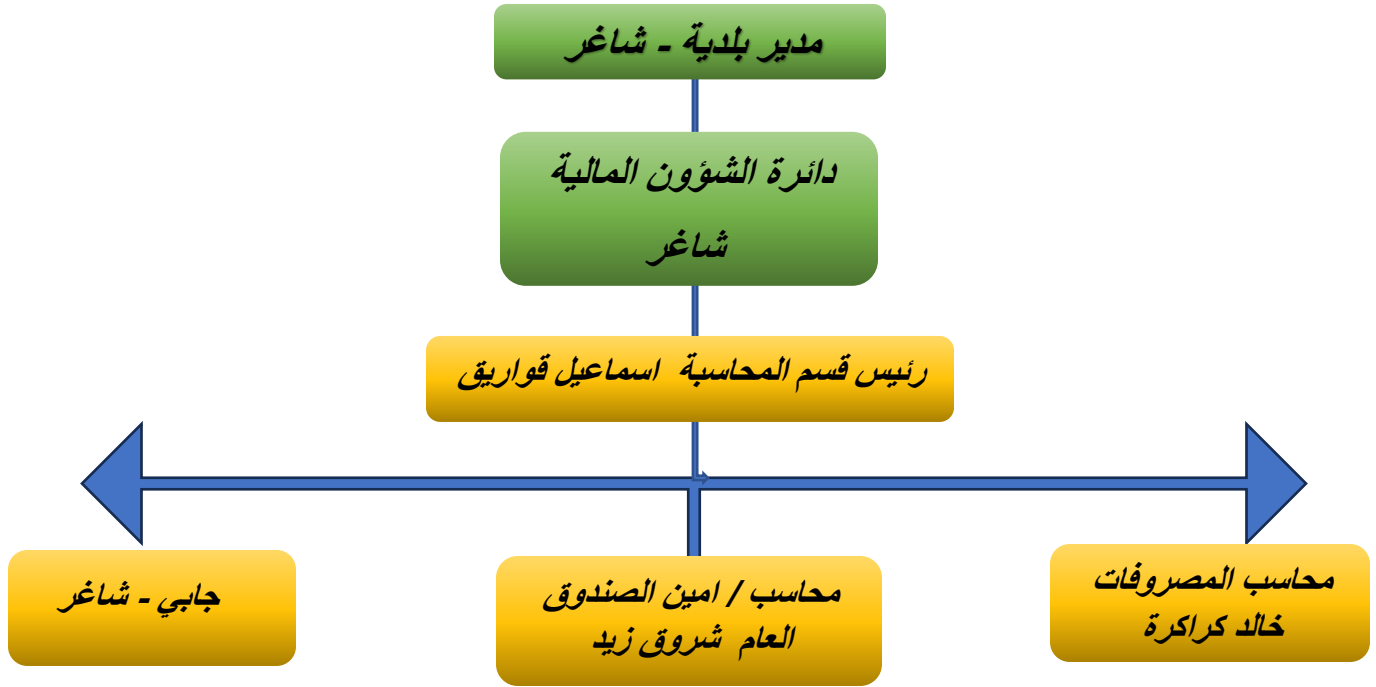 مدير بلدية - شاغر
دائرة الشؤون المالية
شاغر
رئيس قسم المحاسبة اسماعيل قواريق
محاسب المصروفات
خالد كراكرة
محاسب / امين الصندوق
العام شروق زيد
جابي - شاغر